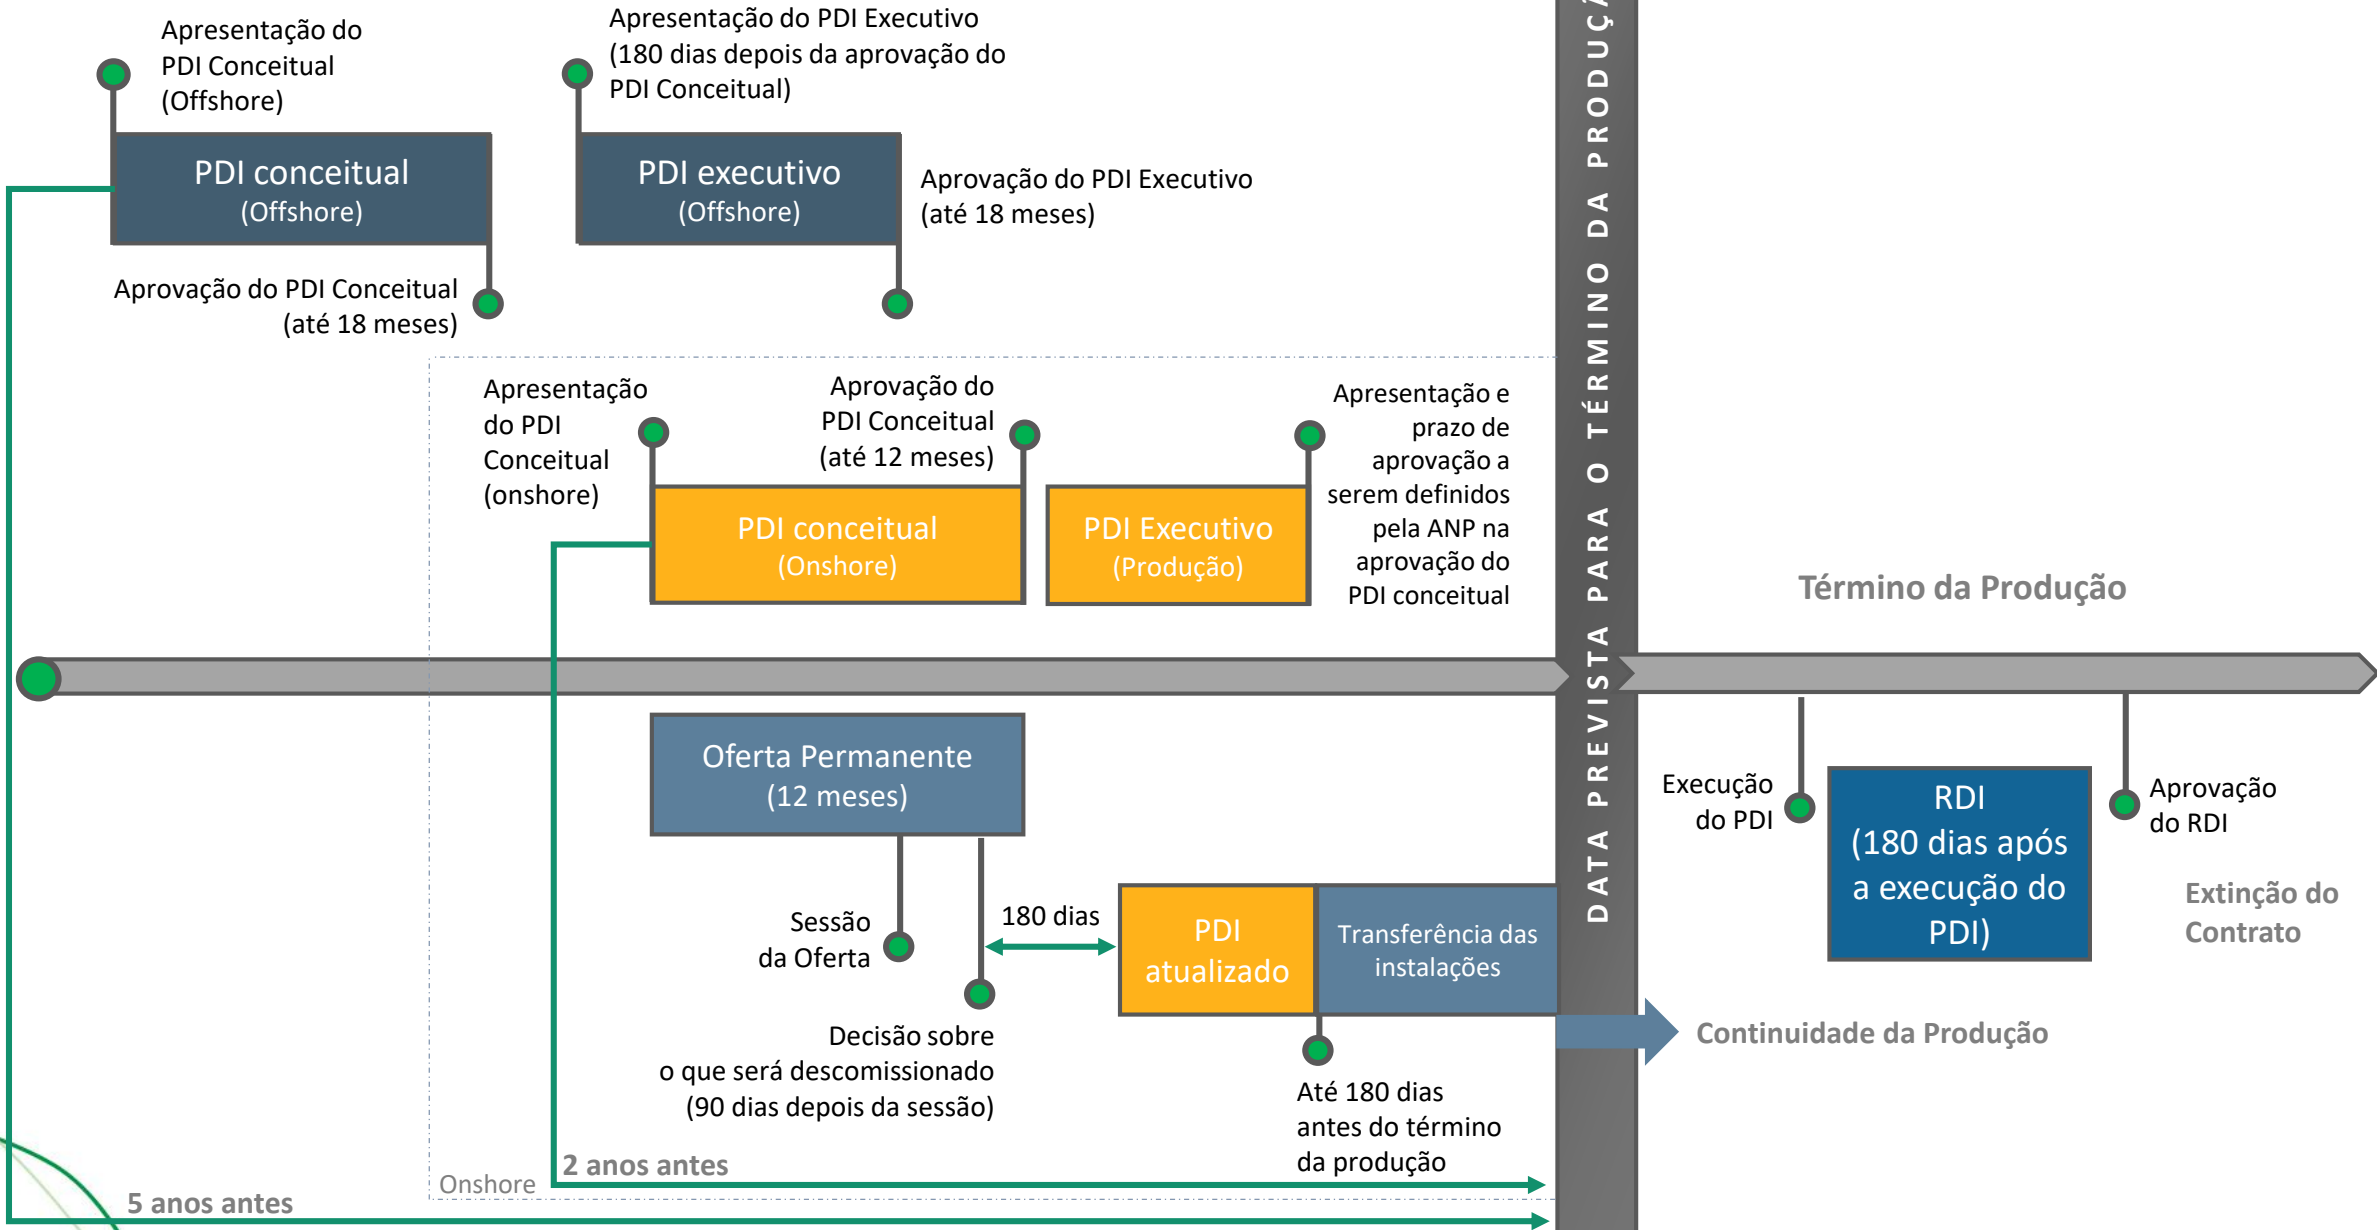 Apresentação do
PDI Conceitual
(Offshore)
Apresentação do PDI Executivo
(180 dias depois da aprovação do
PDI Conceitual)
PDI conceitual
(Offshore)
PDI executivo
(Offshore)
Aprovação do PDI Executivo
(até 18 meses)
Aprovação do PDI Conceitual
(até 18 meses)
Apresentação
do PDI
Conceitual
(onshore)
Aprovação do
PDI Conceitual
(até 12 meses)
Apresentação e
prazo de
aprovação a
serem definidos
pela ANP na
aprovação do
PDI conceitual
PDI conceitual
(Onshore)
PDI Executivo
(Produção)
DATA PREVISTA PARA O TÉRMINO DA PRODUÇÃ
Término da Produção
Oferta Permanente
(12 meses)
Sessão
da Oferta
180 dias
PDI
atualizado
Transferência das
instalações
Decisão sobre
o que será descomissionado
(90 dias depois da sessão)
Até 180 dias
antes do término
da produção
Execução
do PDI
RDI
(180 dias após
a execução do
PDI)
Aprovação
do RDI
Extinção do
Contrato
Continuidade da Produção
2 anos antes
Onshore
5 anos antes